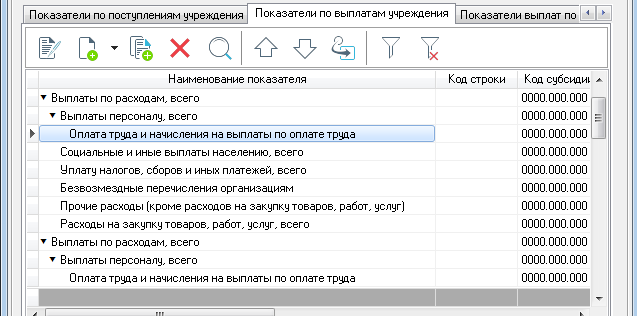 Показатели по поступлениям учреждения Показатели по выплатам учреждения Показатели выплат по
Наименование показателя Код строки Код субсиди
Выплаты по расходам, всего 0000.000.000
Выплаты персоналу, всего 0000.000.000
Оплата труда и начисления на выплаты по оплате труда 0000.000.000
Социальные и иные выплаты населению, всего 0000.000.000
Уплату налогов, сборов и иных платежей, всего 0000.000.000
Безвозмездные перечисления организациям 0000.000.000
Прочие расходы (кроме расходов на закупку товаров, работ, услуг) 0000.000.000
Расходы на закупку товаров, работ, услуг, всего 0000.000.000
Выплаты по расходам, всего 0000.000.000
Выплаты персоналу, всего 0000.000.000
Оплата труда и начисления на выплаты по оплате труда 0000.000.000